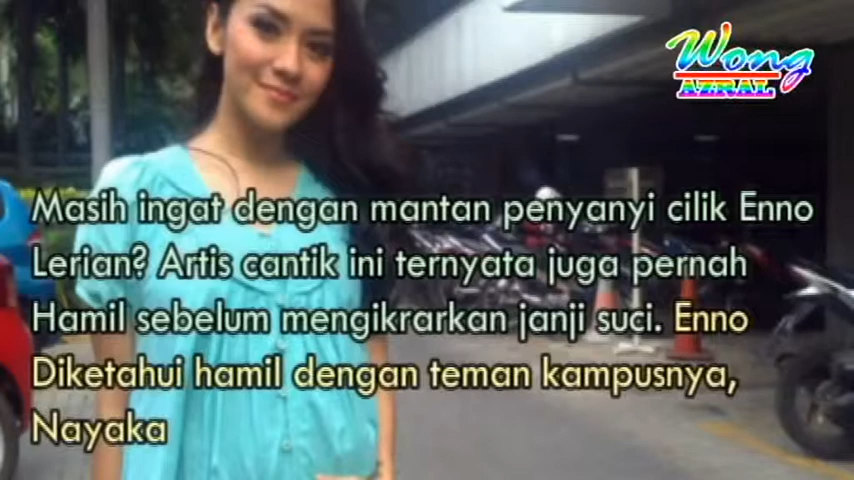 Wong
AZRAL
Masih ingat dengan mantan penyanyi cilik Enno
Lerian? Artis cantik ini ternyata juga pernah
Hamil sebelum mengikrarkan janji suci. Enno
Diketahui hamil dengan teman kampusnya,
Nayaka